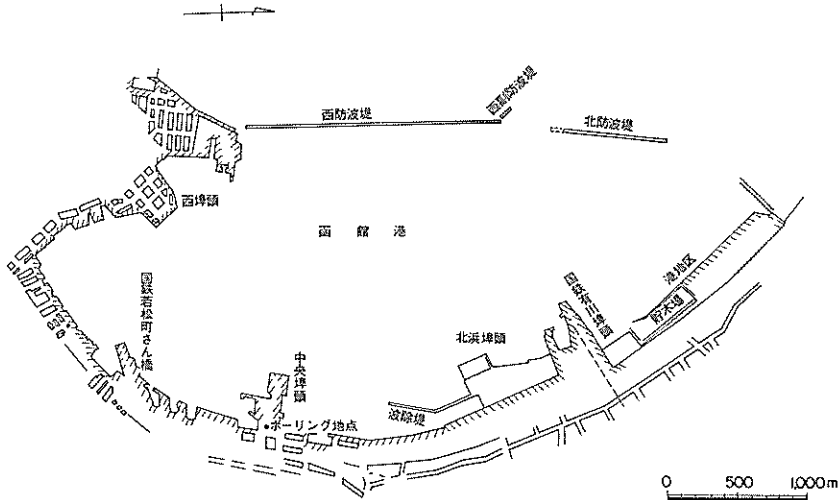 西副防波堤
西防波堤
北防波堤
西埠頭
函館港
港地区
国鉄有川埠頭
貯木場
国鉄若松町さん橋
北浜埠頭
中央埠頭
波除堤
ボーリング地点
0 500 1,000m